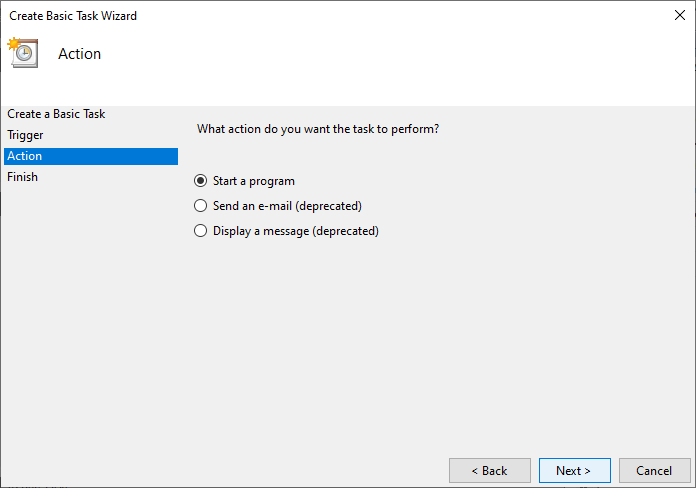 Create Basic Task Wizard
Action
Create a Basic Task
Trigger
Action
Finish
What action do you want the task to perform?
Start a program
Send an e-mail (deprecated)
Display a message (deprecated)
< Back
Next >
Cancel